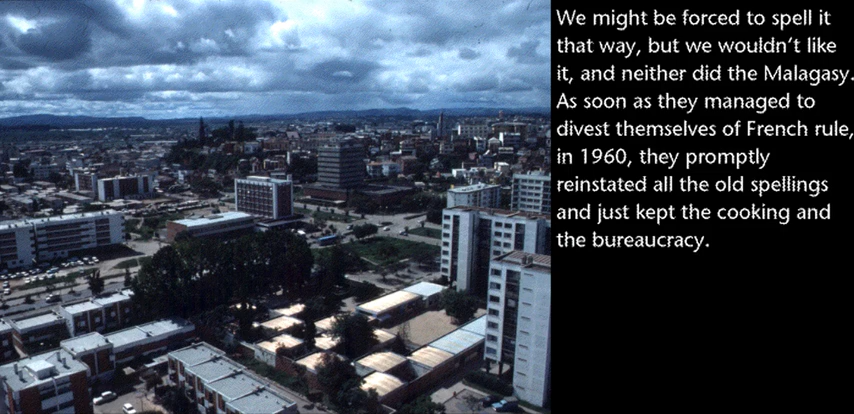 We might be forced to spell it
that way, but we wouldn't like
it, and neither did the Malagasy.
As soon as they managed to
divest themselves of French rule,
in 1960, they promptly
reinstated all the old spellings
and just kept the cooking and
the bureaucracy.